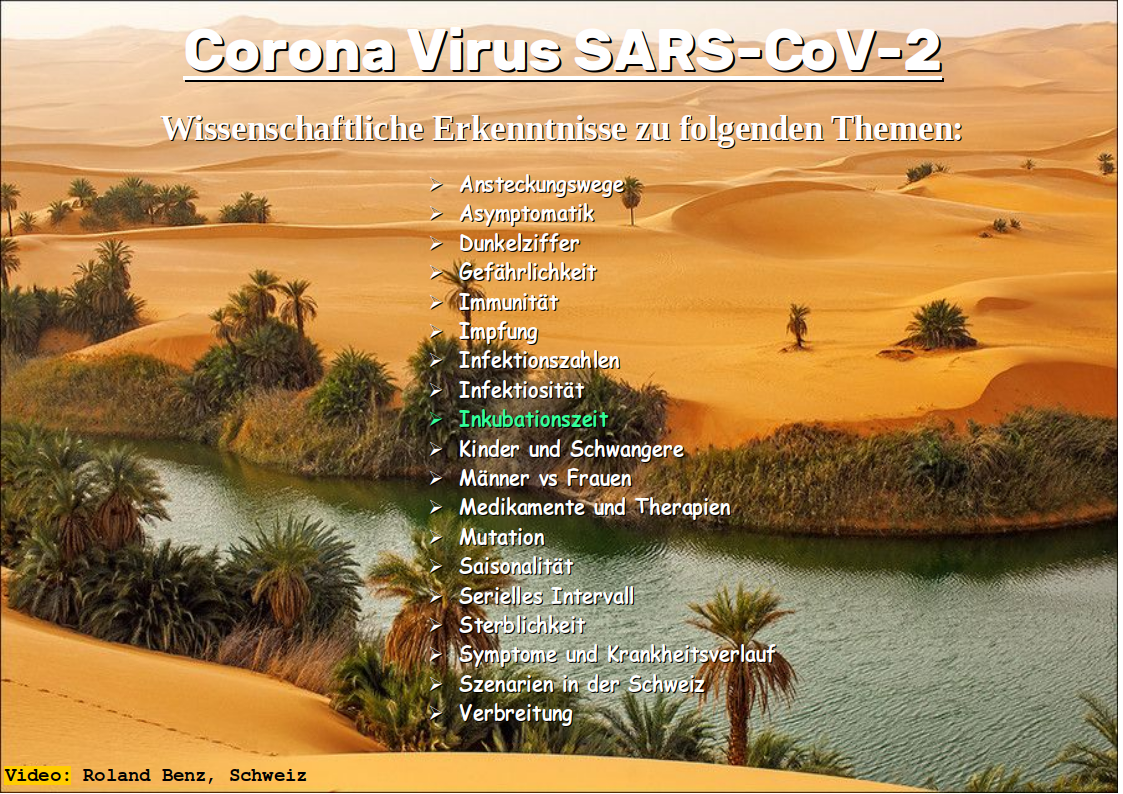 Corona Virus SARS-CoV-2
Wissenschaftliche Erkenntnisse zu folgenden Themen:
➢ Ansteckungswege
➢ Asymptomatik
➢ Dunkelziffer
➢ Gefährlichkeit
➢ Immunität
➢ Impfung
➢ Infektionszahlen
➢ Infektiosität
➢ Inkubationszeit
➢ Kinder und Schwangere
➢ Männer vs Frauen
➢ Medikamente und Therapien
➢ Mutation
➢ Saisonalität
➢ Serielles Intervall
➢ Sterblichkeit
➢ Symptome und Krankheitsverlauf
➢ Szenarien in der Schweiz
➢ Verbreitung
Video: Roland Benz, Schweiz